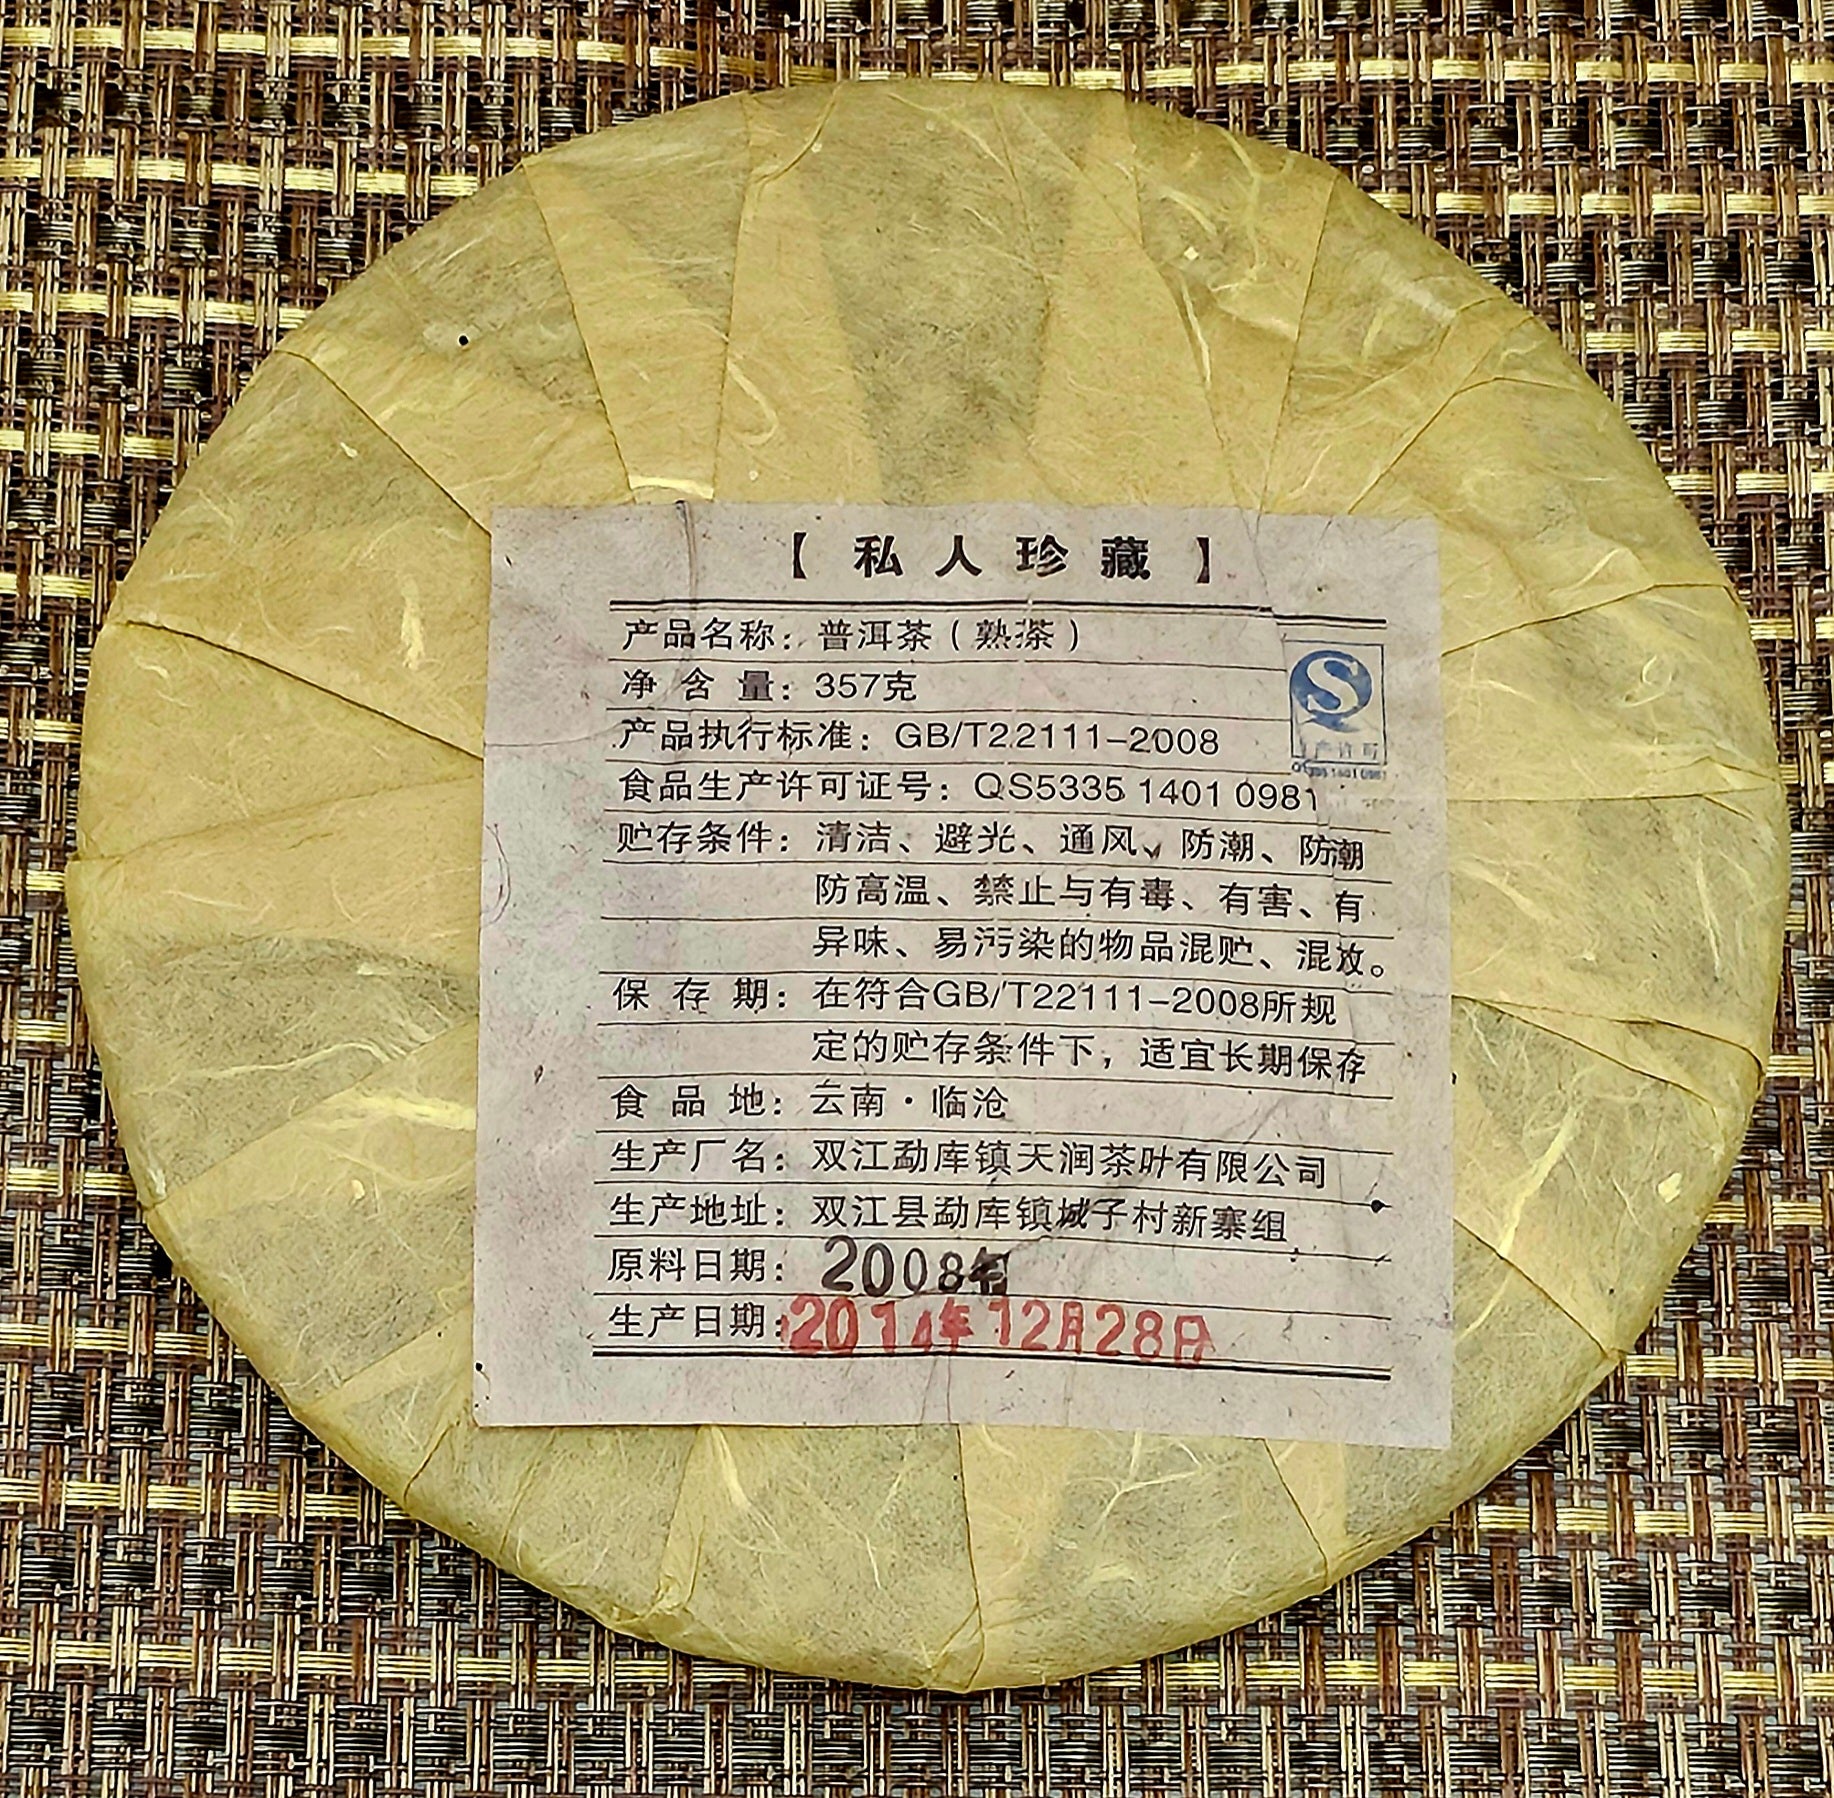 【私人珍藏】
产品名称：普洱茶（熟茶）
净含量：357克
产品执行标准：GB/T22111-2008
食品生产许可证号：QS5335 1401 0981
贮存条件：清洁、避光、通风、防潮、防潮
防高温、禁止与有毒、有害、有
异味、易污染的物品混贮、混放。
保存期：在符合GB/T22111-2008所规
定的贮存条件下，适宜长期保存
食品地：云南·临沧
生产厂名：双江勐库镇天润茶叶有限公司
生产地址：双江县勐库镇城子村新寨组
原料日期：2008年
生产日期：2014年12月28日
产许可